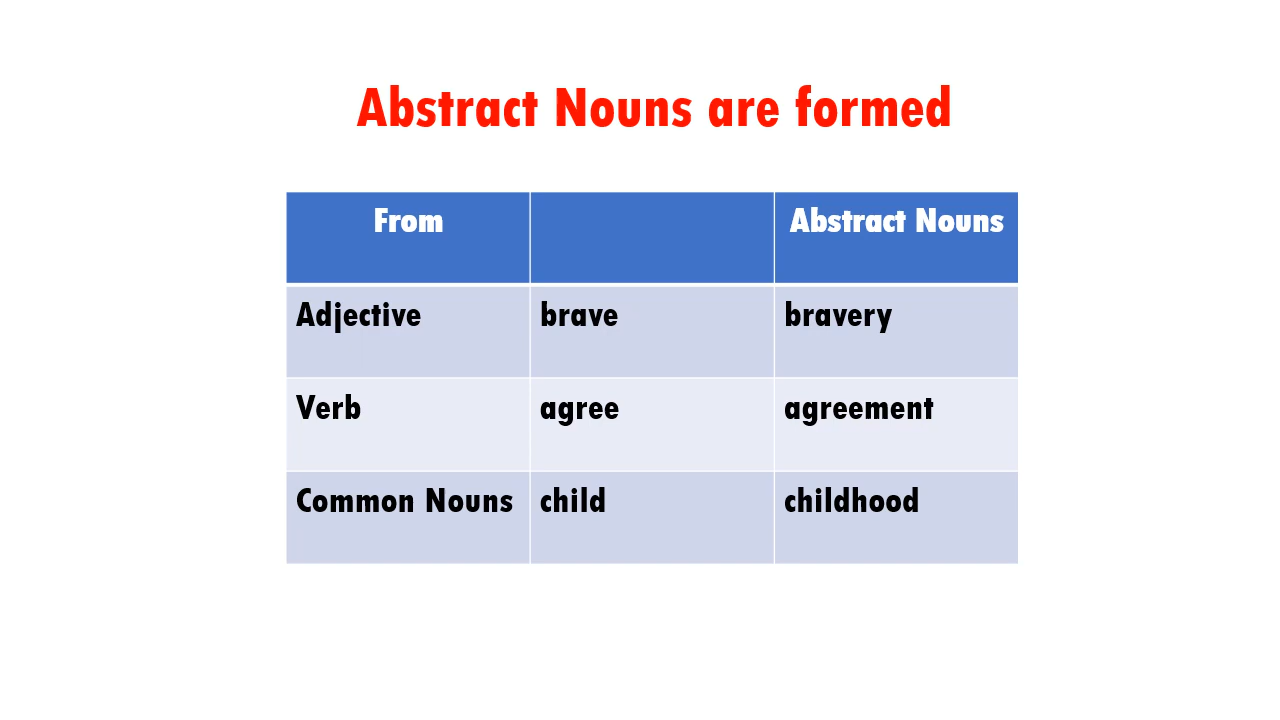 Abstract Nouns are formed
From Abstract Nouns
Adjective brave bravery
Verb agree agreement
Common Nouns child childhood